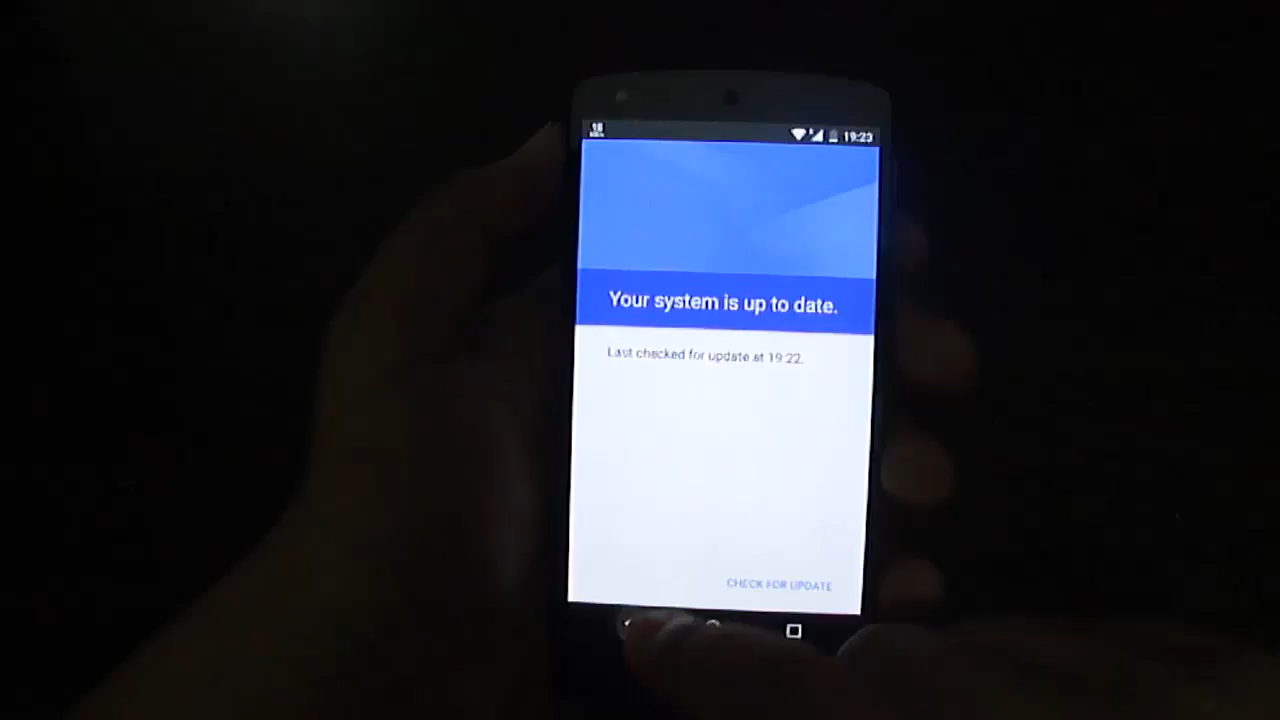 19:23
Your system is up to date.
Last checked for update at 19:22.
CHECK FOR UPDATE